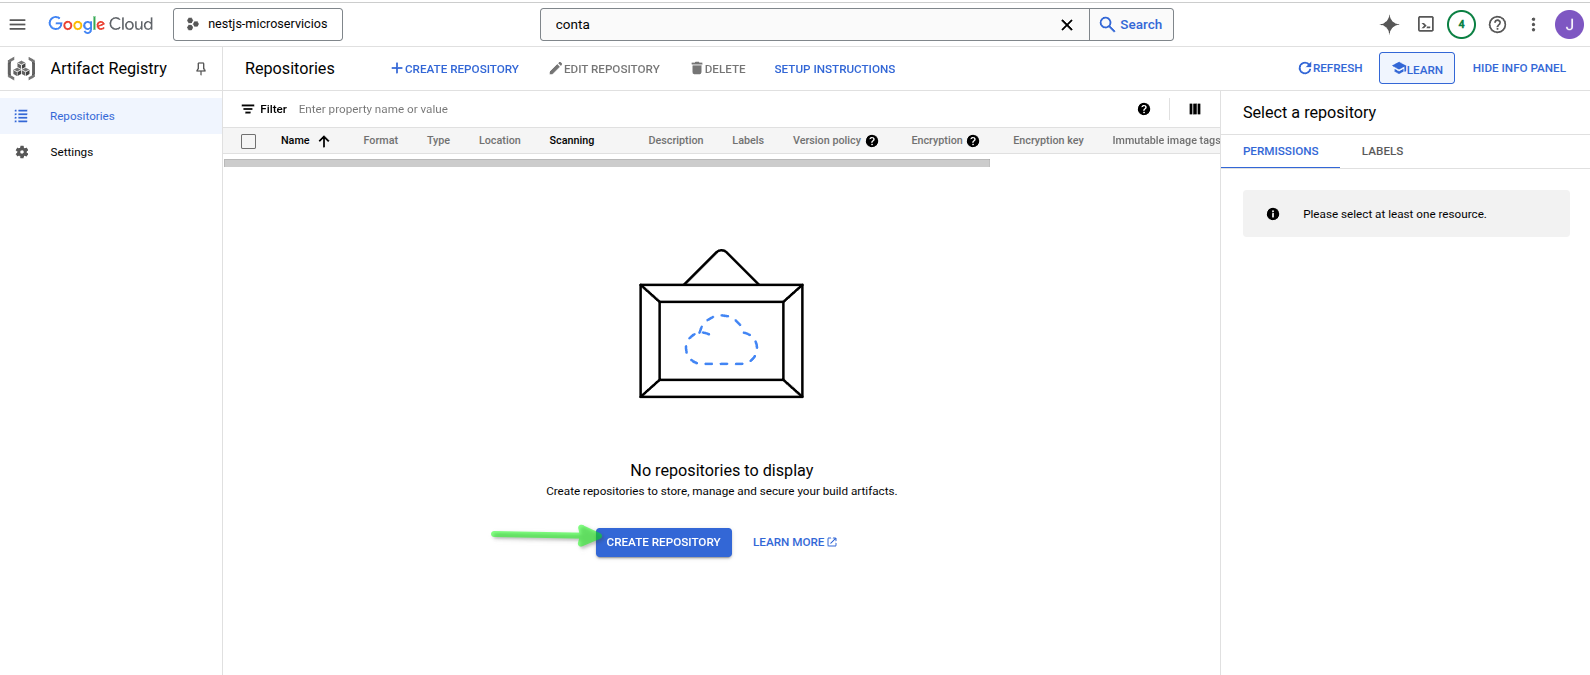 Google Cloud
nestjs-microservicios
conta
Search
4
J
Artifact Registry
Repositories
CREATE REPOSITORY
EDIT REPOSITORY
DELETE
SETUP INSTRUCTIONS
REFRESH
LEARN
HIDE INFO PANEL
Repositories
Settings
Filter Enter property name or value
Name Format Type Location Scanning Description Labels Version policy Encryption Encryption key Immutable image tags
No repositories to display
Create repositories to store, manage and secure your build artifacts.
CREATE REPOSITORY LEARN MORE
Select a repository
PERMISSIONS LABELS
Please select at least one resource.